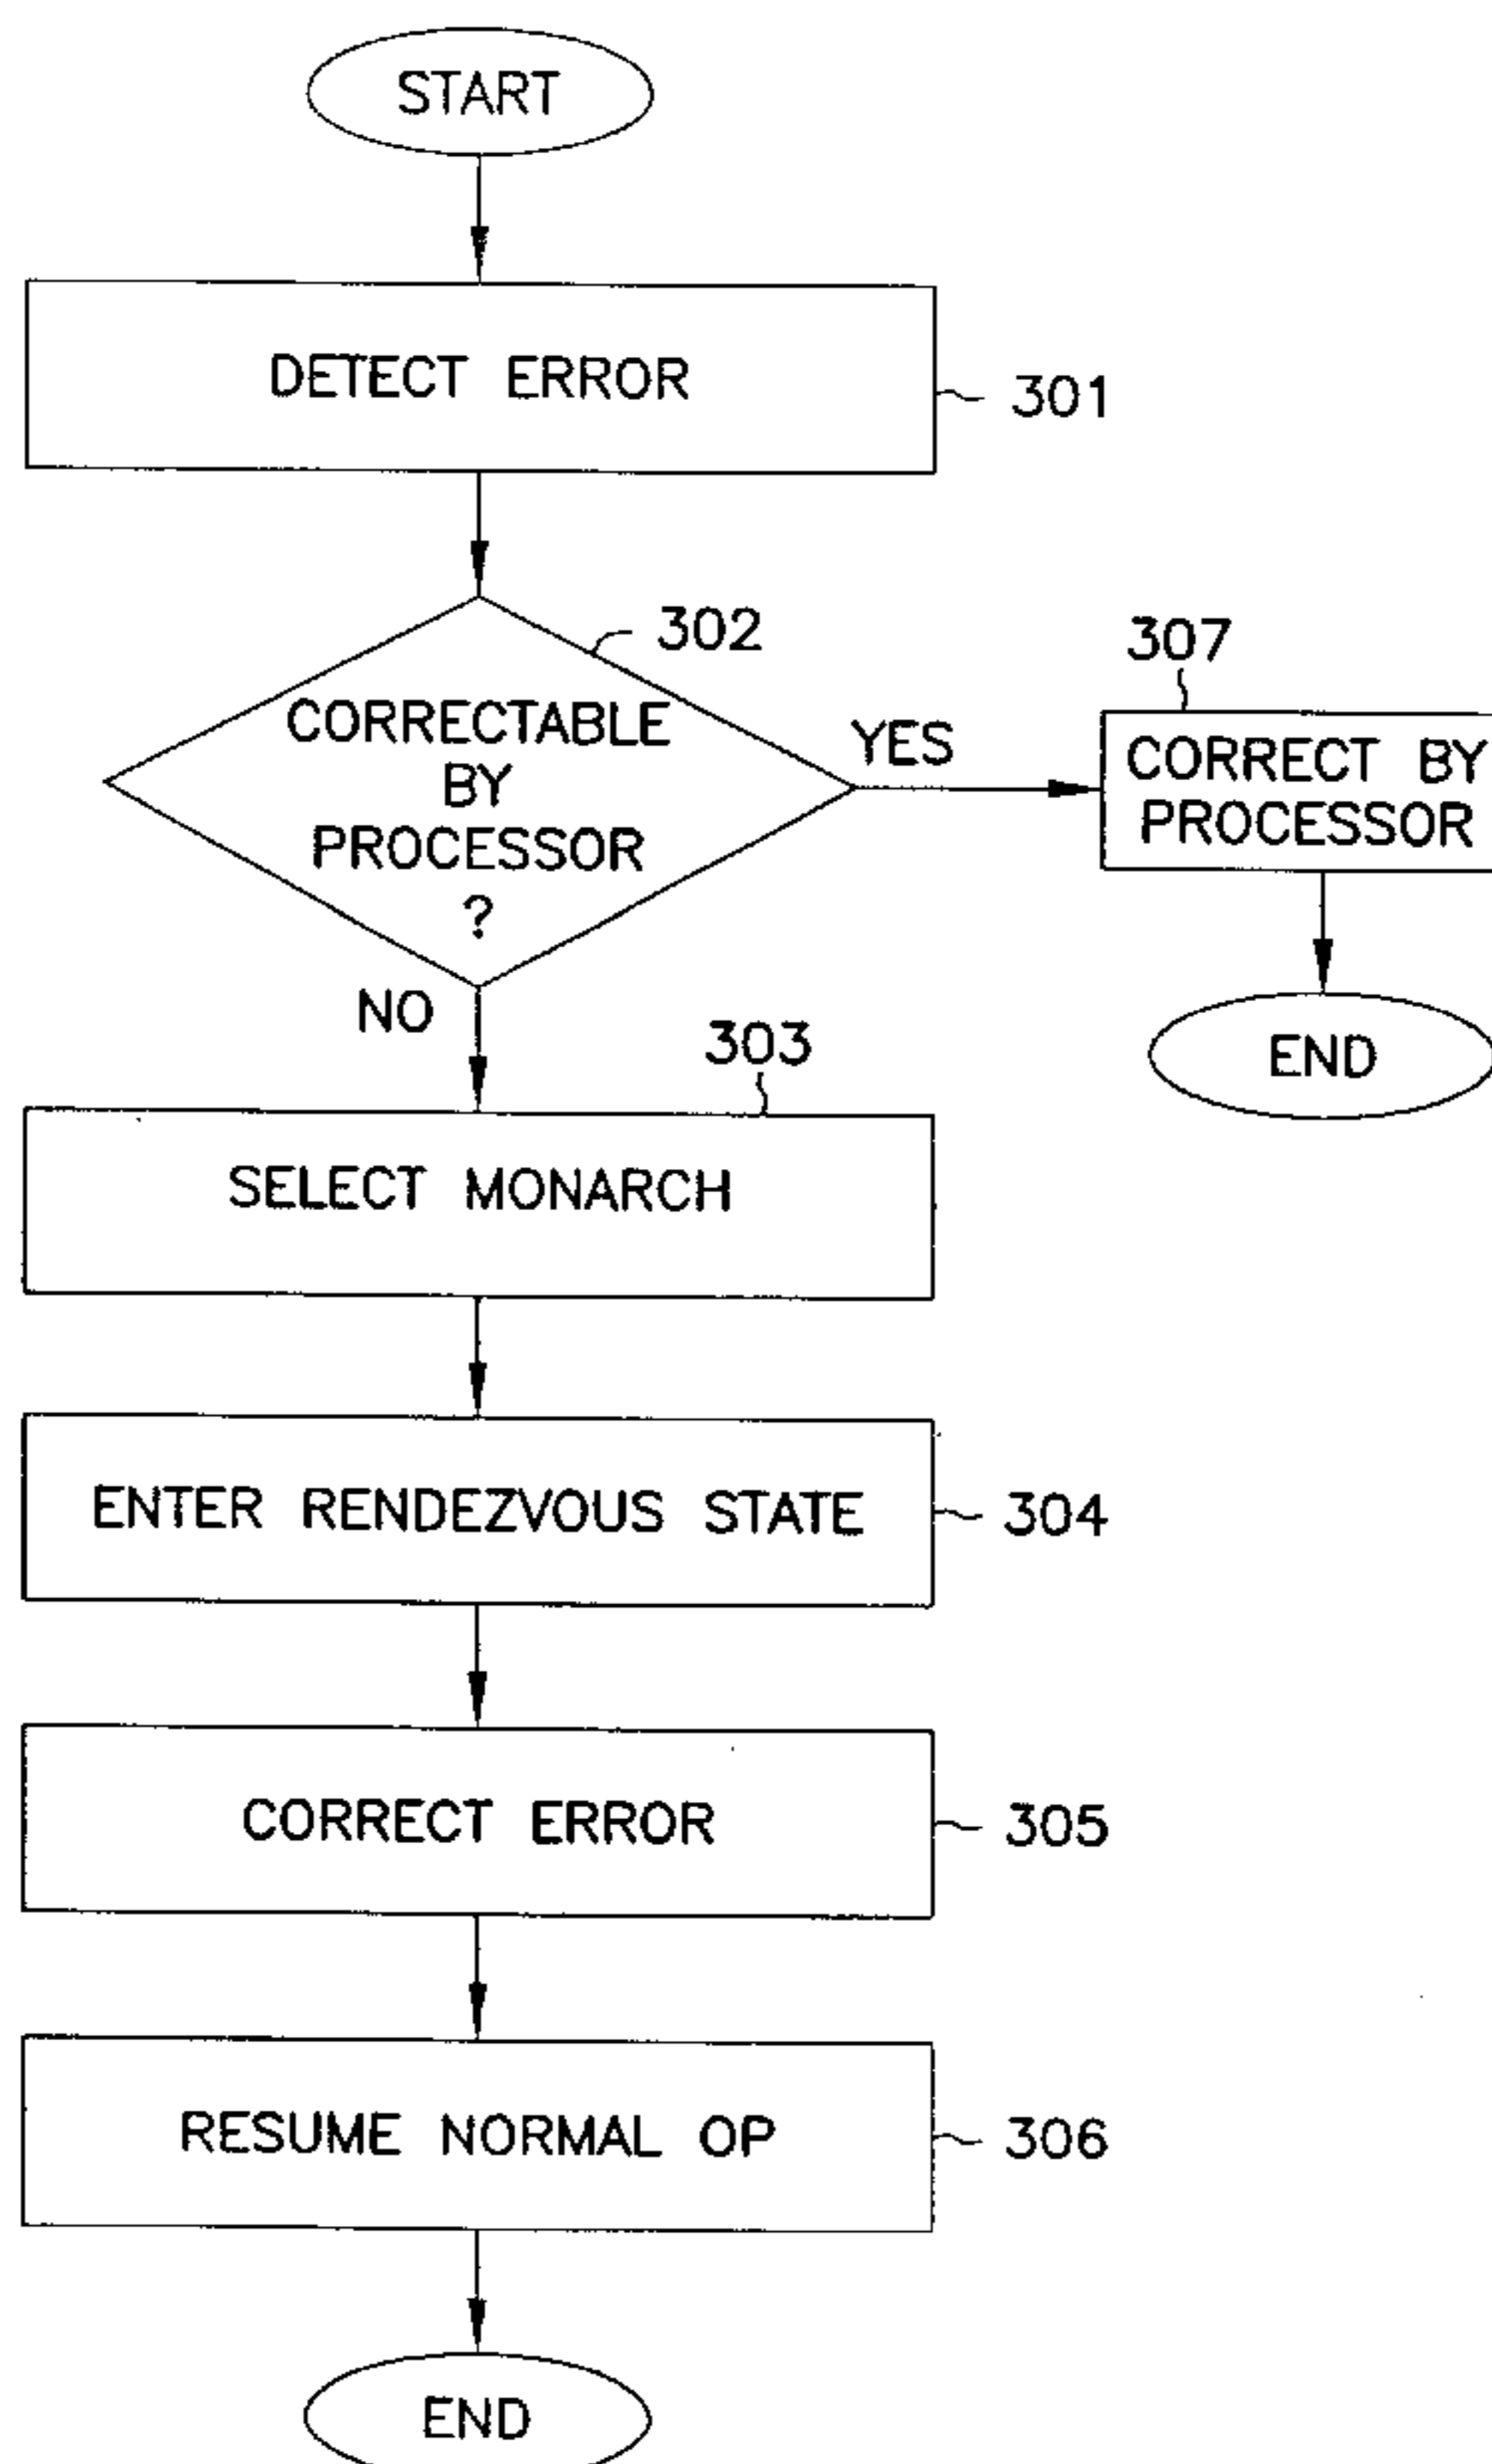 START
DETECT ERROR
301
302
CORRECTABLE
BY
PROCESSOR
?
YES
307
CORRECT BY
PROCESSOR
END
NO
303
SELECT MONARCH
ENTER RENDEZVOUS STATE
304
CORRECT ERROR
305
RESUME NORMAL OP
306
END